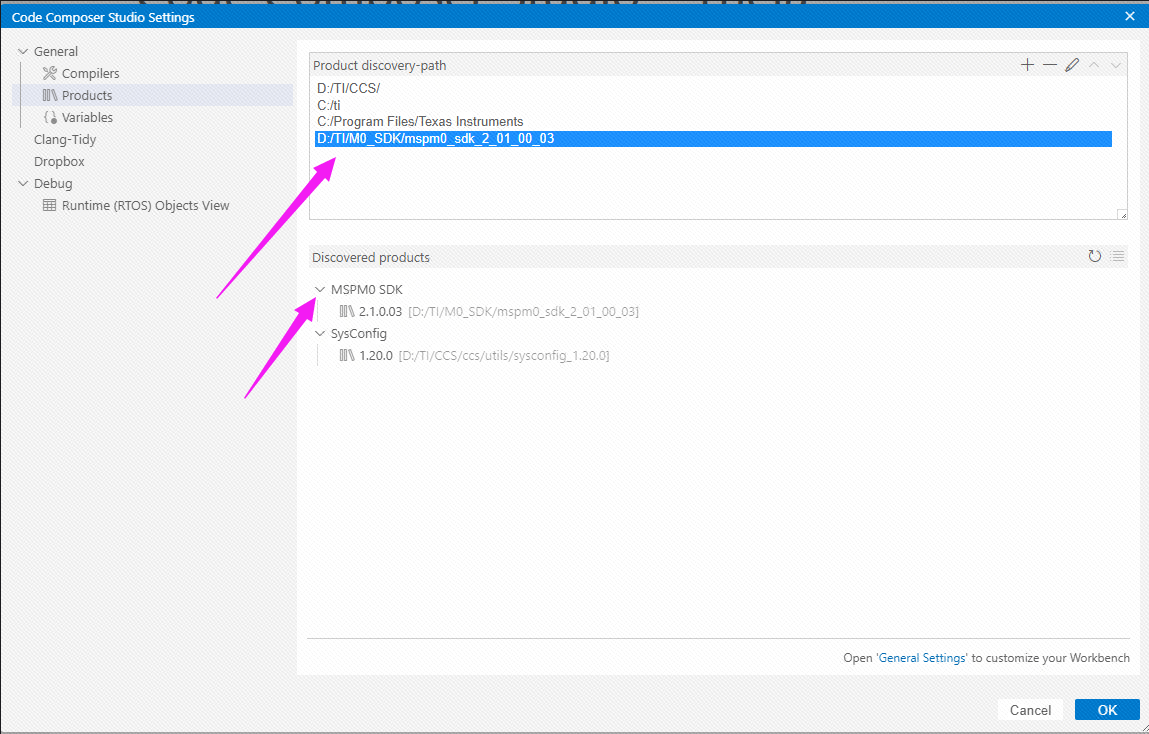 Code Composer Studio Settings
General
Compilers
Products
Variables
Clang-Tidy
Dropbox
Debug
Runtime (RTOS) Objects View
Product discovery-path
D:/TI/CCS/
C:/ti
C:/Program Files/Texas Instruments
D:/TI/M0_SDK/mspm0_sdk_2_01_00_03
Discovered products
MSPM0 SDK
2.1.0.03 [D:/TI/M0_SDK/mspm0_sdk_2_01_00_03]
SysConfig
1.20.0 [D:/TI/CCS/ccs/utils/sysconfig_1.20.0]
Open 'General Settings' to customize your Workbench
Cancel
OK